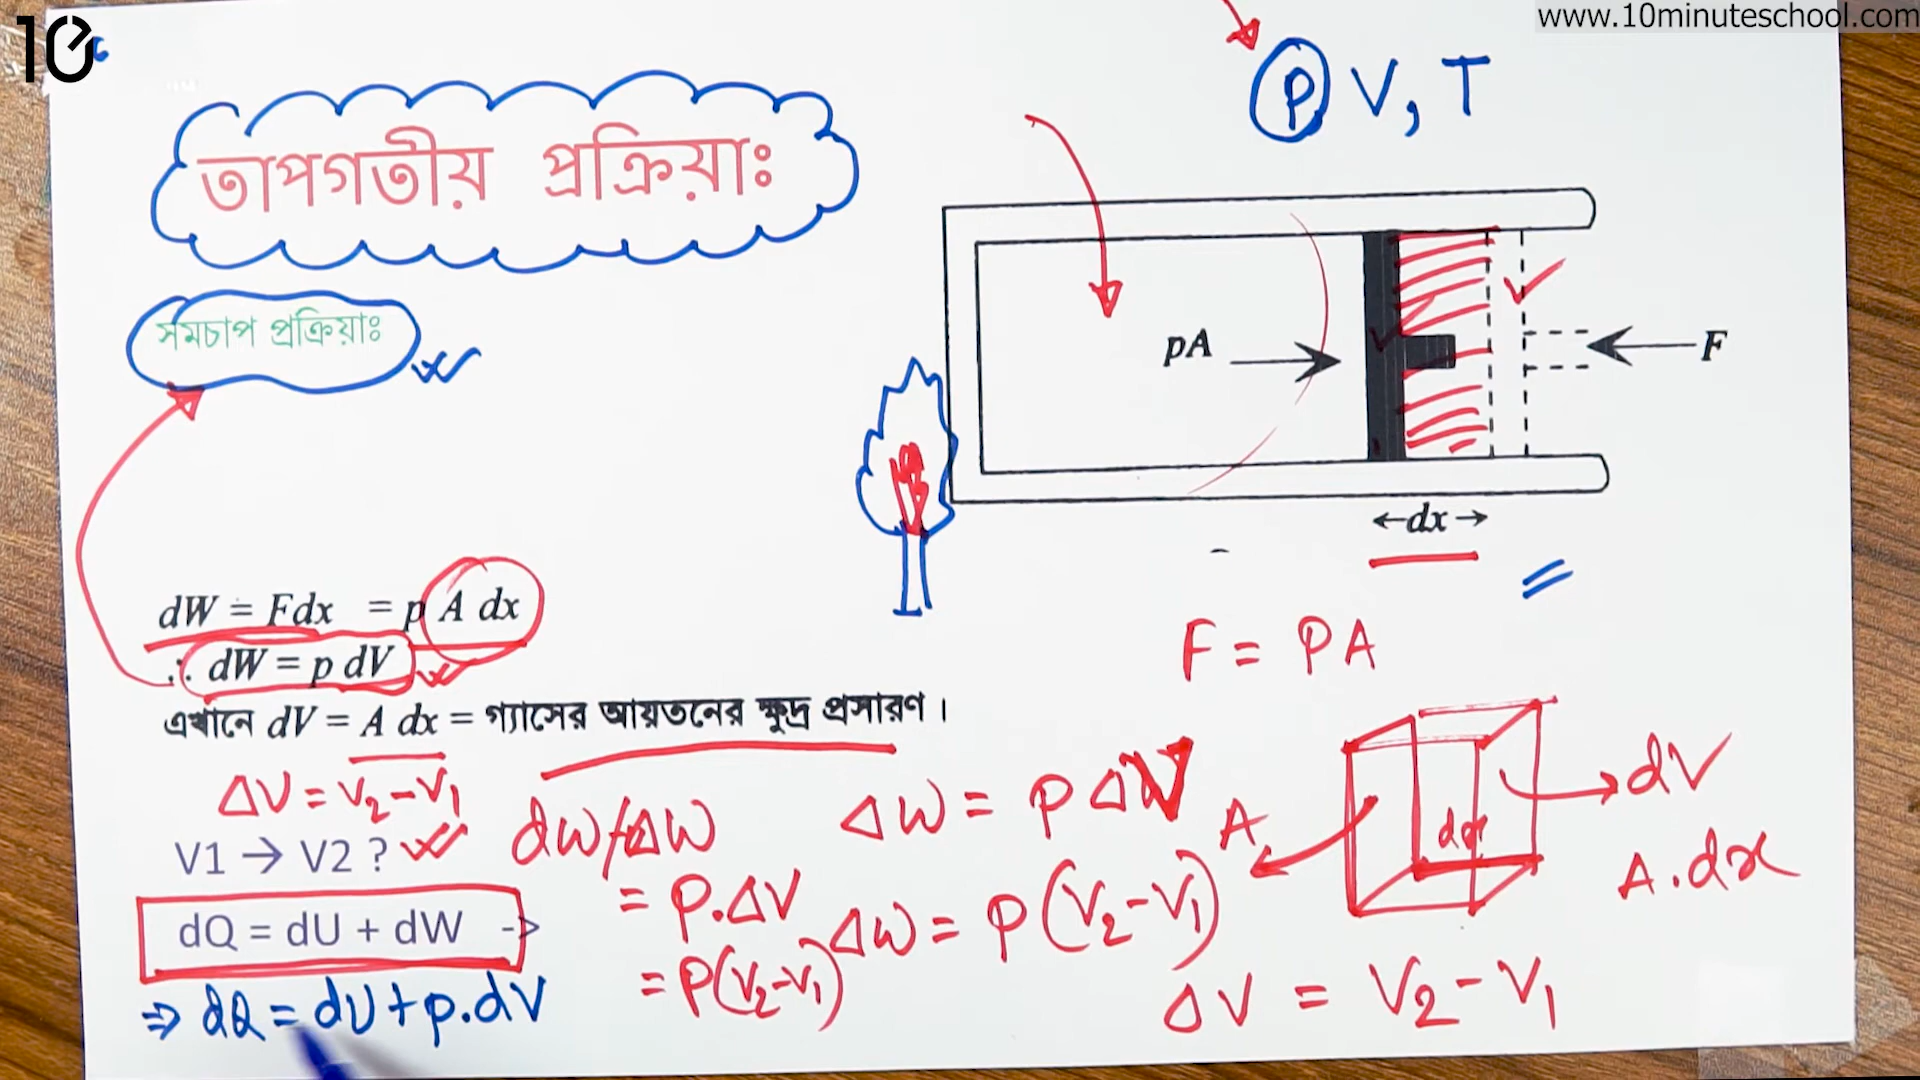 10
www.10minuteschool.com
তাপগতীয় প্রক্রিয়াঃ
P V, T
সমচাপ প্রক্রিয়াঃ
pA
F
←dx→
dW = Fdx = p A dx
∴ dW = p dV
এখানে dV = A dx = গ্যাসের আয়তনের ক্ষুদ্র প্রসারণ।
F = PA
ΔV = V₂ - V₁
V1 → V2 ?
dW/ΔW
= P.ΔV
= P(V₂-V₁)
ΔW = P ΔV
ΔW = P(V₂-V₁)
A
dx
dV
A.dx
ΔV = V₂ - V₁
dQ = dU + dW ->
⇒ dQ = dU + p.dV